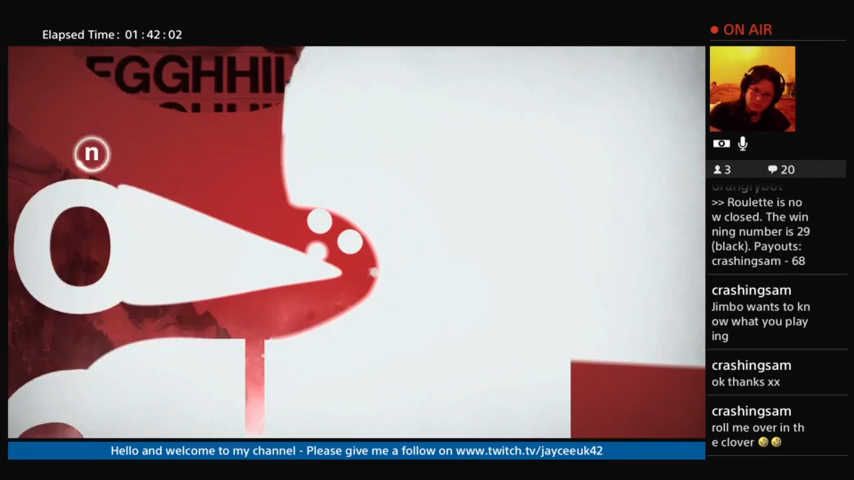 Elapsed Time : 01:42:02
ON AIR
EGGHHI
n
3
20
urangrybot
>> Roulette is no
w closed. The win
ning number is 29
(black). Payouts:
crashingsam - 68
crashingsam
Jimbo wants to kn
ow what you play
ing
crashingsam
ok thanks xx
crashingsam
roll me over in th
e clover 🤣🤣
Hello and welcome to my channel - Please give me a follow on www.twitch.tv/jayceeuk42